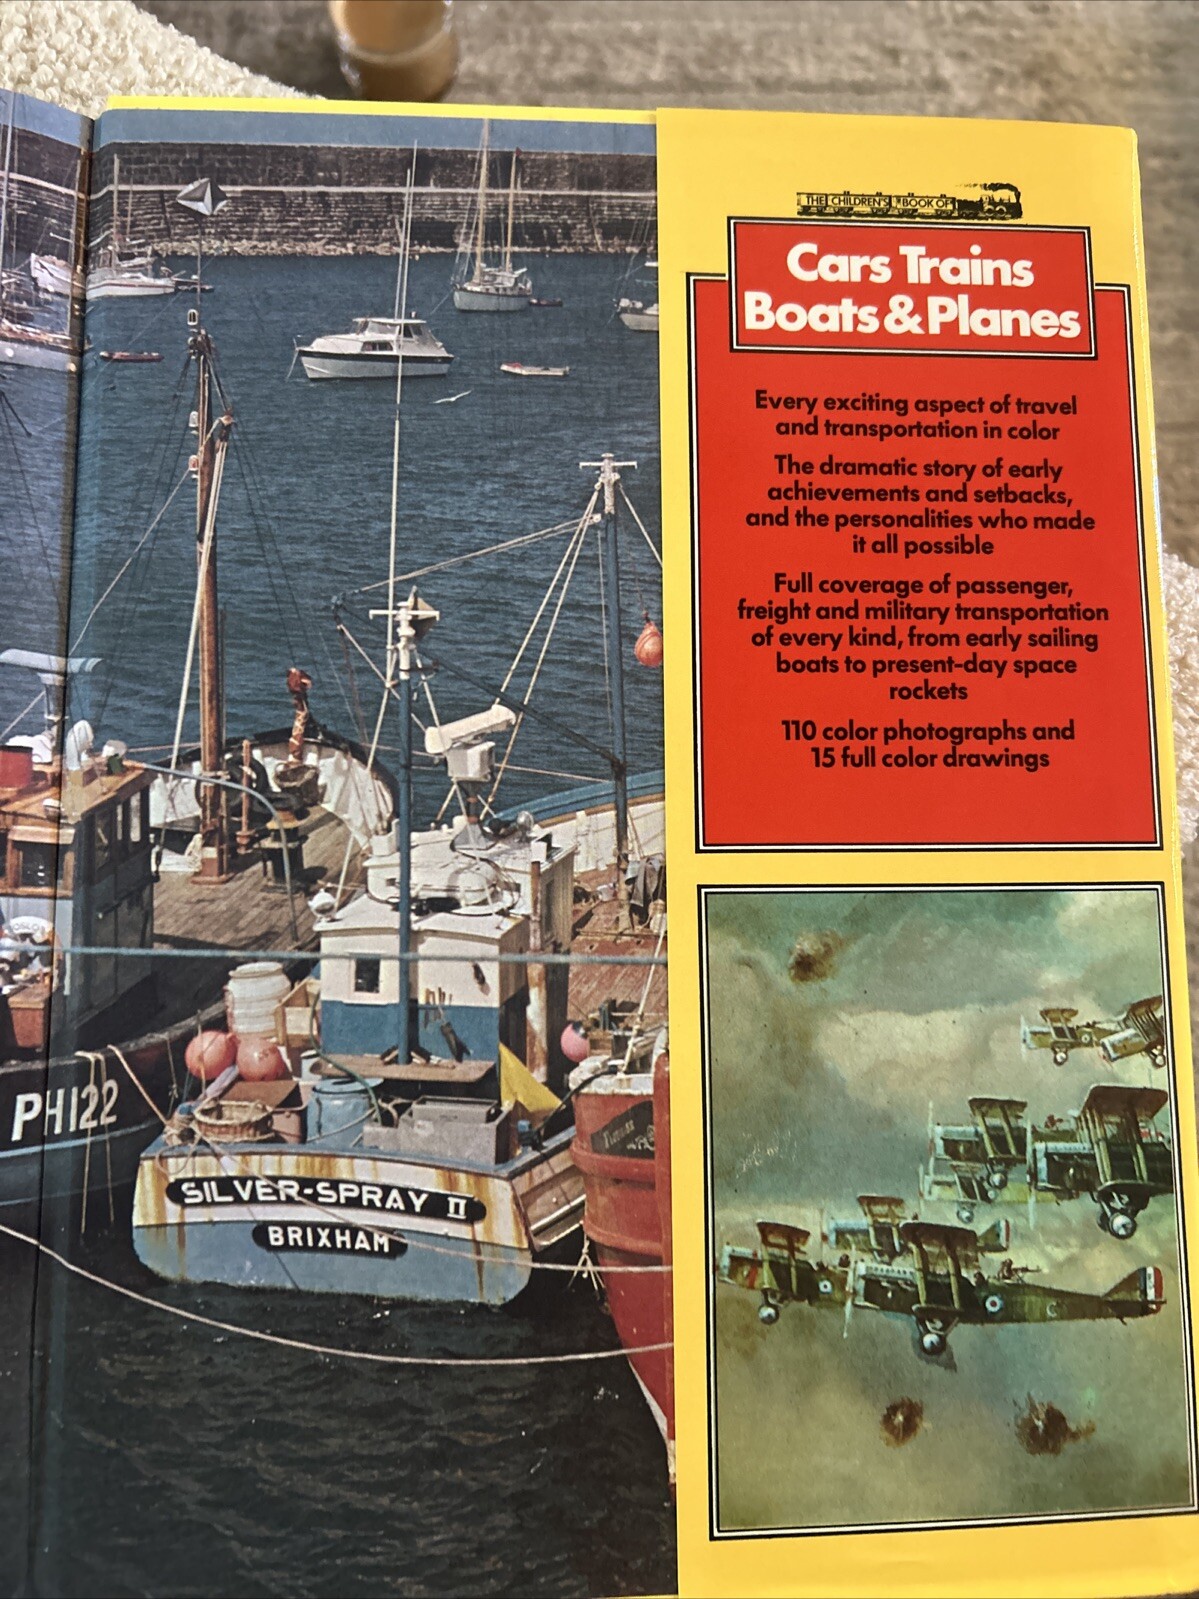 THE CHILDREN'S BOOK OF
Cars Trains
Boats & Planes
Every exciting aspect of travel
and transportation in color
The dramatic story of early
achievements and setbacks,
and the personalities who made
it all possible
Full coverage of passenger,
freight and military transportation
of every kind, from early sailing
boats to present-day space
rockets
110 color photographs and
15 full color drawings
OSLO
PH122
SILVER-SPRAY II
BRIXHAM